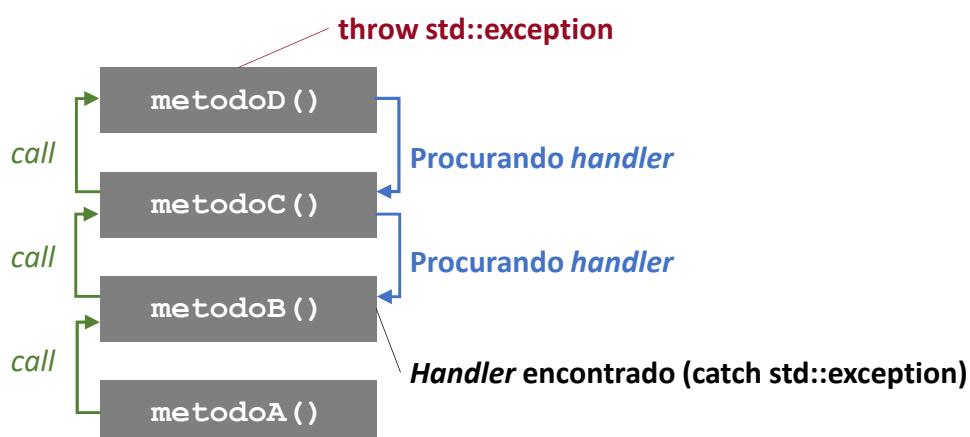 throw std::exception
metodoD()
call
Procurando handler
metodoC()
call
Procurando handler
metodoB()
call
Handler encontrado (catch std::exception)
metodoA()